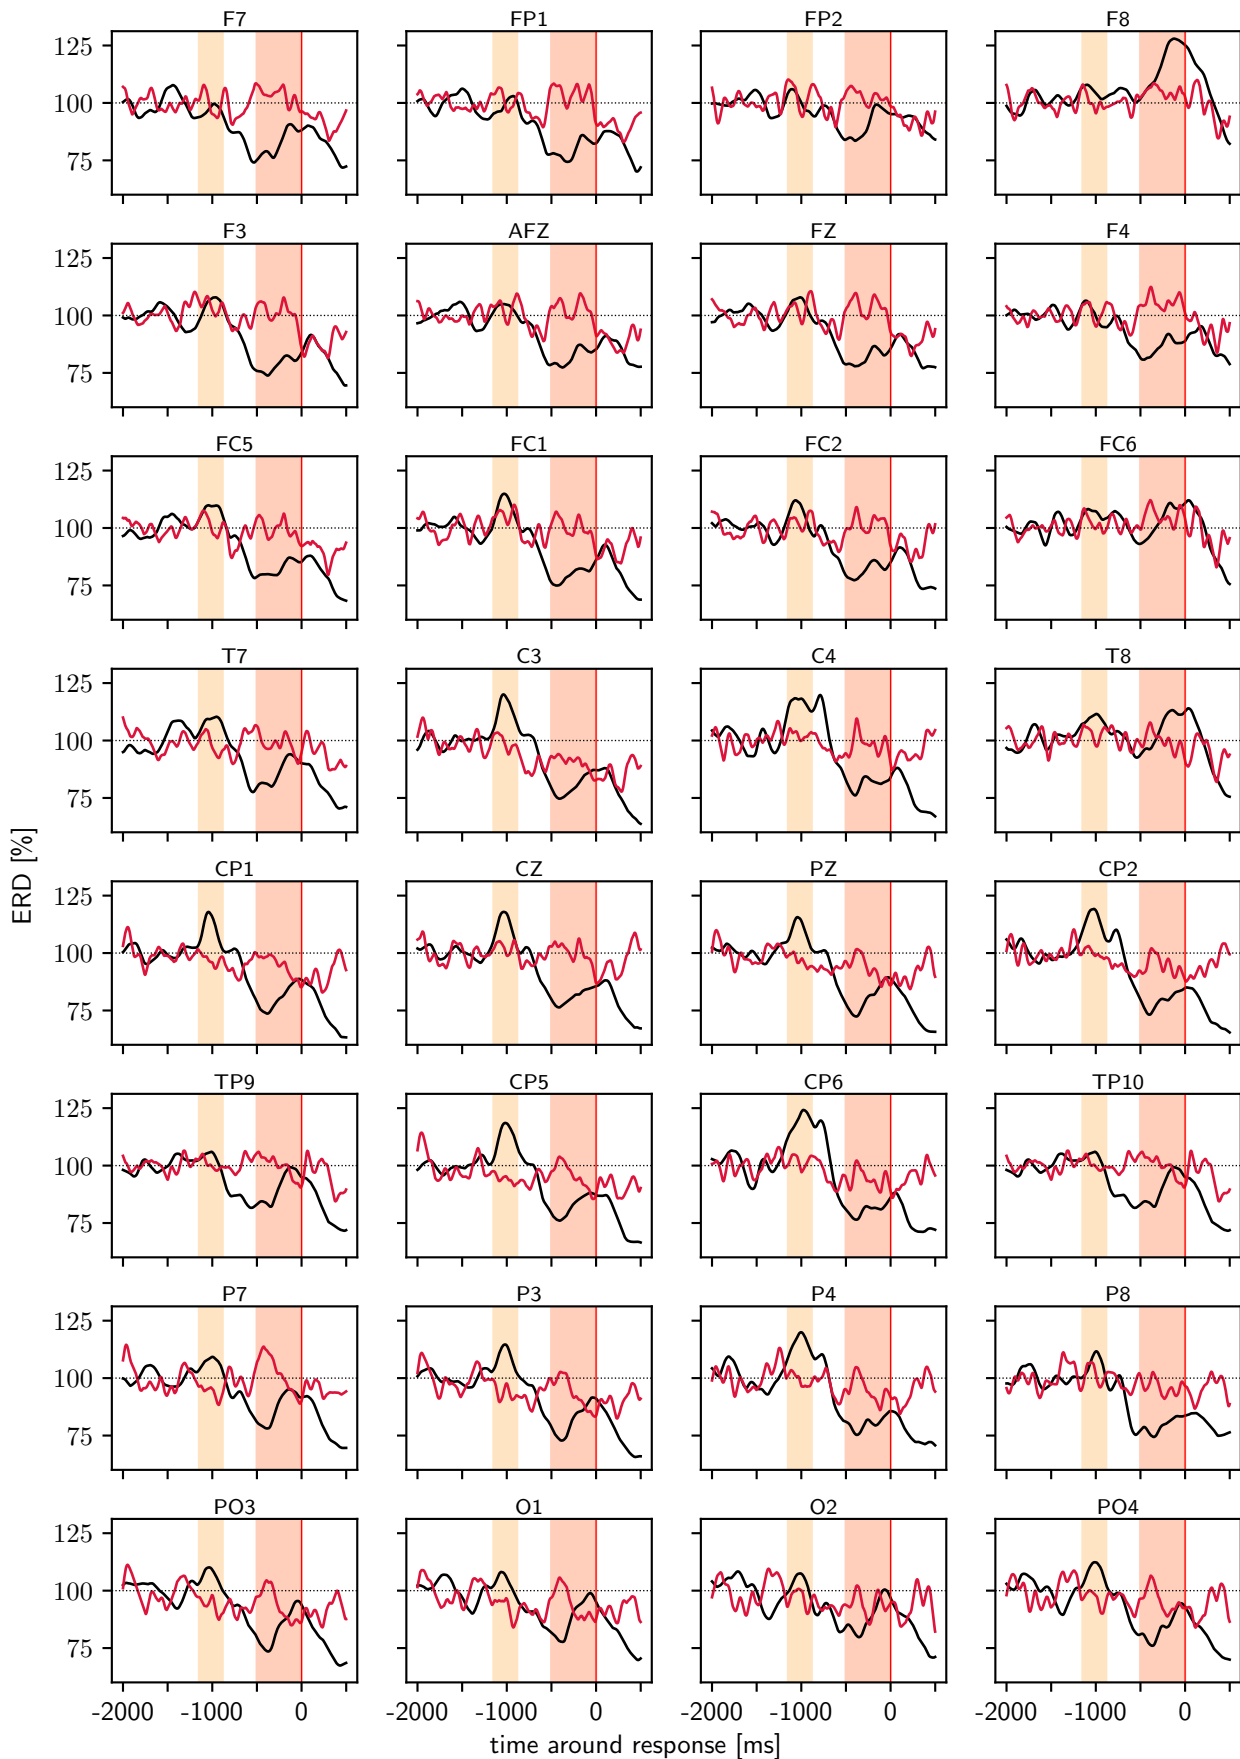 F7 FP1 FP2 F8
125
100
75
F3 AFZ FZ F4
125
100
75
FC5 FC1 FC2 FC6
125
100
75
T7 C3 C4 T8
125
100
75
ERD [%]
CP1 CZ PZ CP2
125
100
75
TP9 CP5 CP6 TP10
125
100
75
P7 P3 P4 P8
125
100
75
PO3 O1 O2 PO4
125
100
75
-2000 -1000 0 -2000 -1000 0 -2000 -1000 0 -2000 -1000 0
time around response [ms]